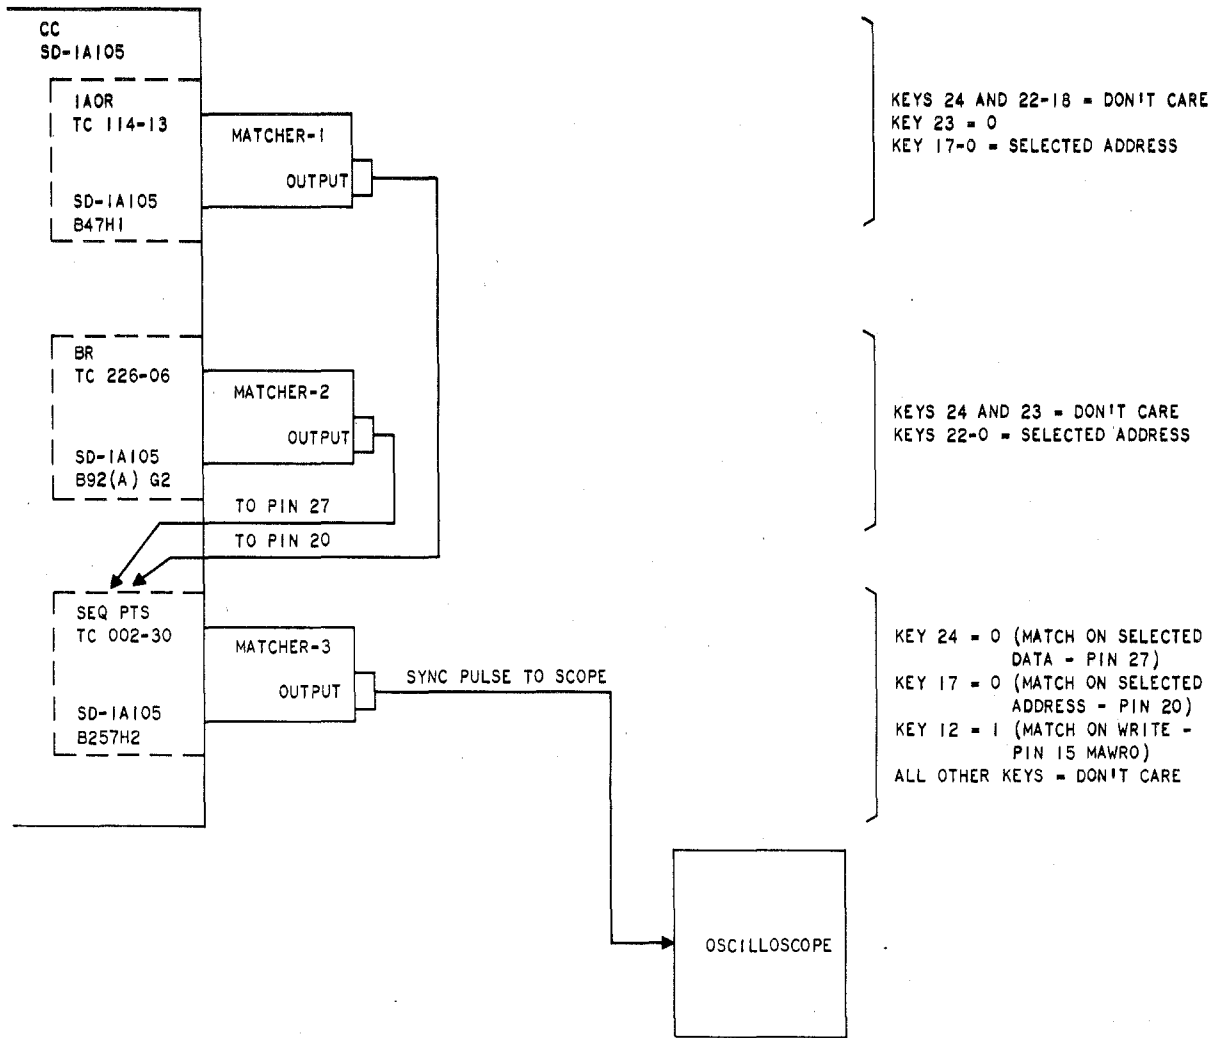 CC
SD-1A105
IAOR
TC 114-13
SD-1A105
B47H1
MATCHER-1
OUTPUT
KEYS 24 AND 22-18 = DON'T CARE
KEY 23 = 0
KEY 17-0 = SELECTED ADDRESS
BR
TC 226-06
SD-1A105
B92(A) G2
MATCHER-2
OUTPUT
KEYS 24 AND 23 = DON'T CARE
KEYS 22-0 = SELECTED ADDRESS
TO PIN 27
TO PIN 20
SEQ PTS
TC 002-30
SD-1A105
B257H2
MATCHER-3
OUTPUT
SYNC PULSE TO SCOPE
KEY 24 = 0 (MATCH ON SELECTED
DATA - PIN 27)
KEY 17 = 0 (MATCH ON SELECTED
ADDRESS - PIN 20)
KEY 12 = 1 (MATCH ON WRITE -
PIN 15 MAWRO)
ALL OTHER KEYS = DON'T CARE
OSCILLOSCOPE